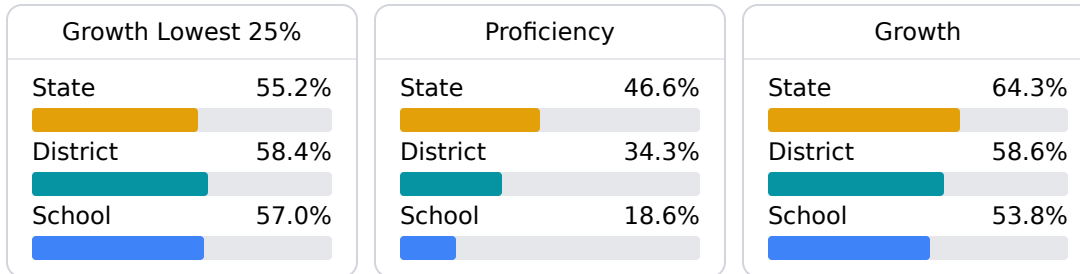 Growth Lowest 25%
State 55.2%
District 58.4%
School 57.0%
Proficiency
State 46.6%
District 34.3%
School 18.6%
Growth
State 64.3%
District 58.6%
School 53.8%